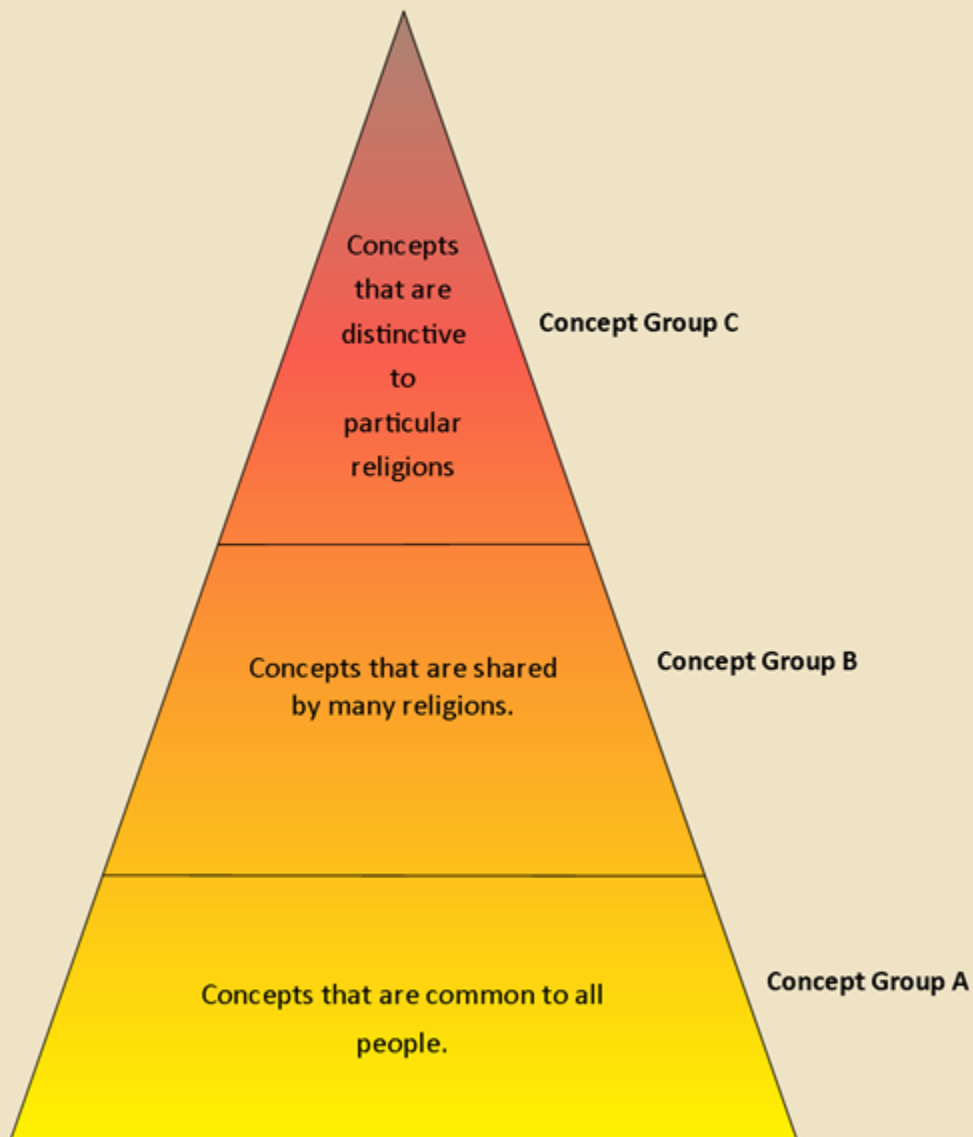 Concepts
that are
distinctive
to
particular
religions
Concept Group C
Concepts that are shared
by many religions.
Concept Group B
Concepts that are common to all
people.
Concept Group A